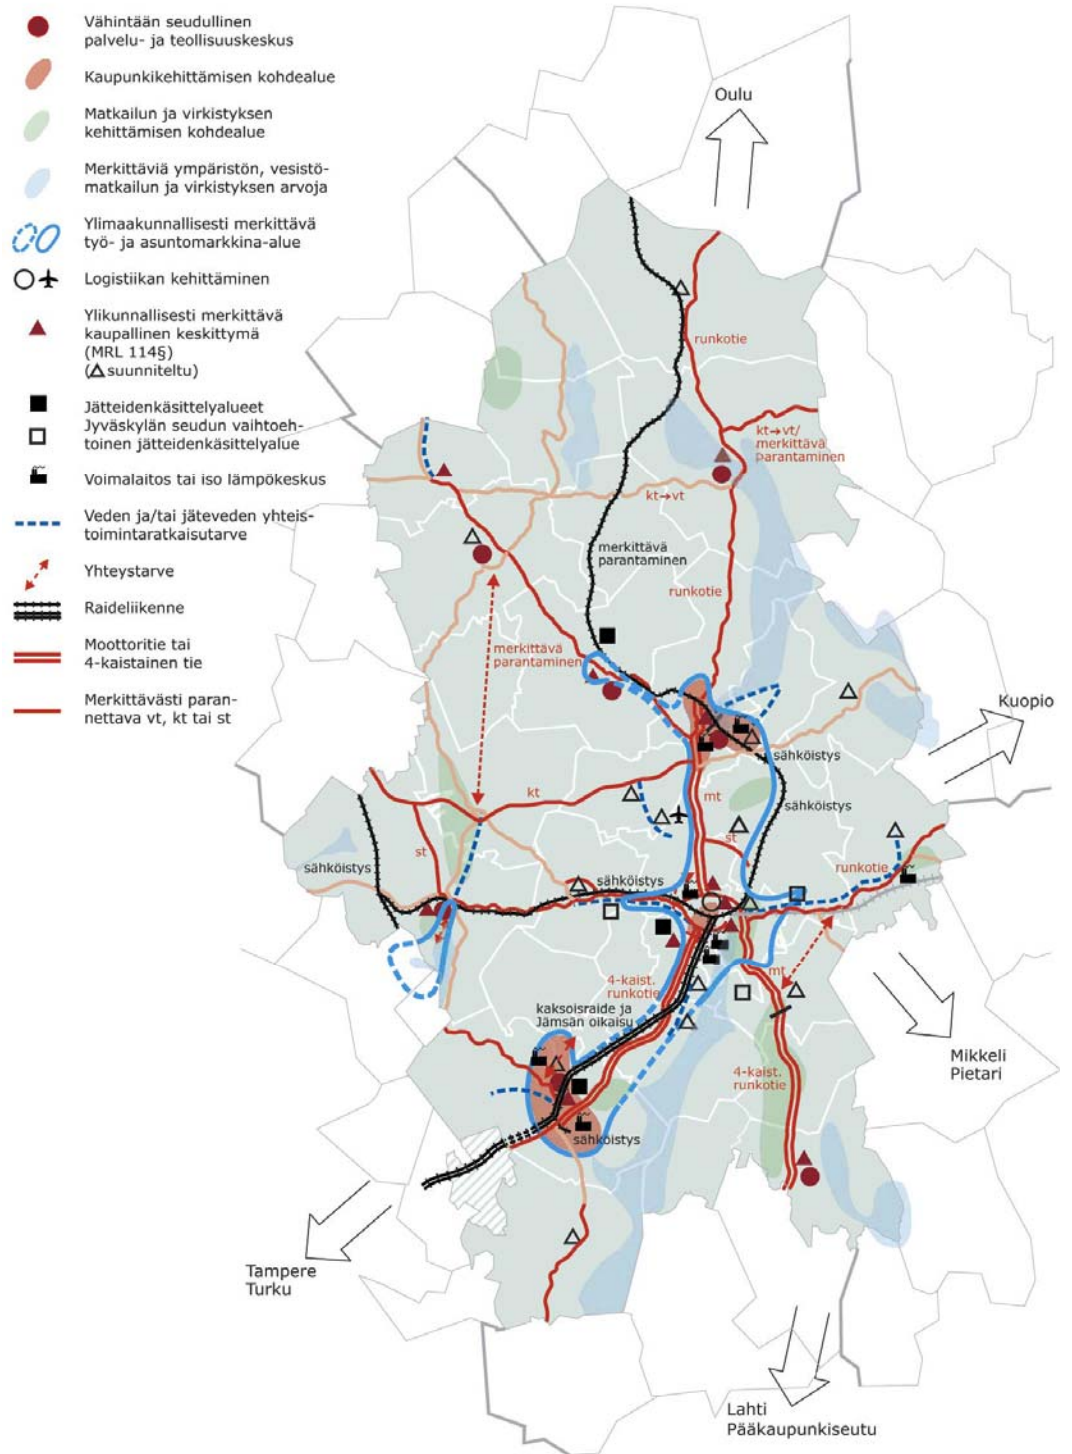 Vähintään seudullinen
palvelu- ja teollisuuskeskus
Kaupunkikehittämisen kohdealue
Matkailun ja virkistyksen
kehittämisen kohdealue
Merkittäviä ympäristön, vesistö-
matkailun ja virkistyksen arvoja
Ylimaakunnallisesti merkittävä
työ- ja asuntomarkkina-alue
Logistiikan kehittäminen
Ylikunnallisesti merkittävä
kaupallinen keskittymä
(MRL 114§)
(△suunniteltu)
Jätteidenkäsittelyalueet
Jyväskylän seudun vaihtoeh-
toinen jätteidenkäsittelyalue
Voimalaitos tai iso lämpökeskus
Veden ja/tai jäteveden yhteis-
toimintaratkaisutarve
Yhteystarve
Raideliikenne
Moottoritie tai
4-kaistainen tie
Merkittävästi paran-
nettava vt, kt tai st
Oulu
runkotie
kt→vt/
merkittävä
parantaminen
kt→vt
merkittävä
parantaminen
runkotie
merkittävä
parantaminen
Kuopio
sähköistys
kt
mt
sähköistys
st
st
runkotie
sähköistys
sähköistys
4-kaist.
runkotie
mt
kaksoisraide ja
Jämsän oikaisu
Mikkeli
Pietari
4-kaist.
runkotie
sähköistys
Tampere
Turku
Lahti
Pääkaupunkiseutu